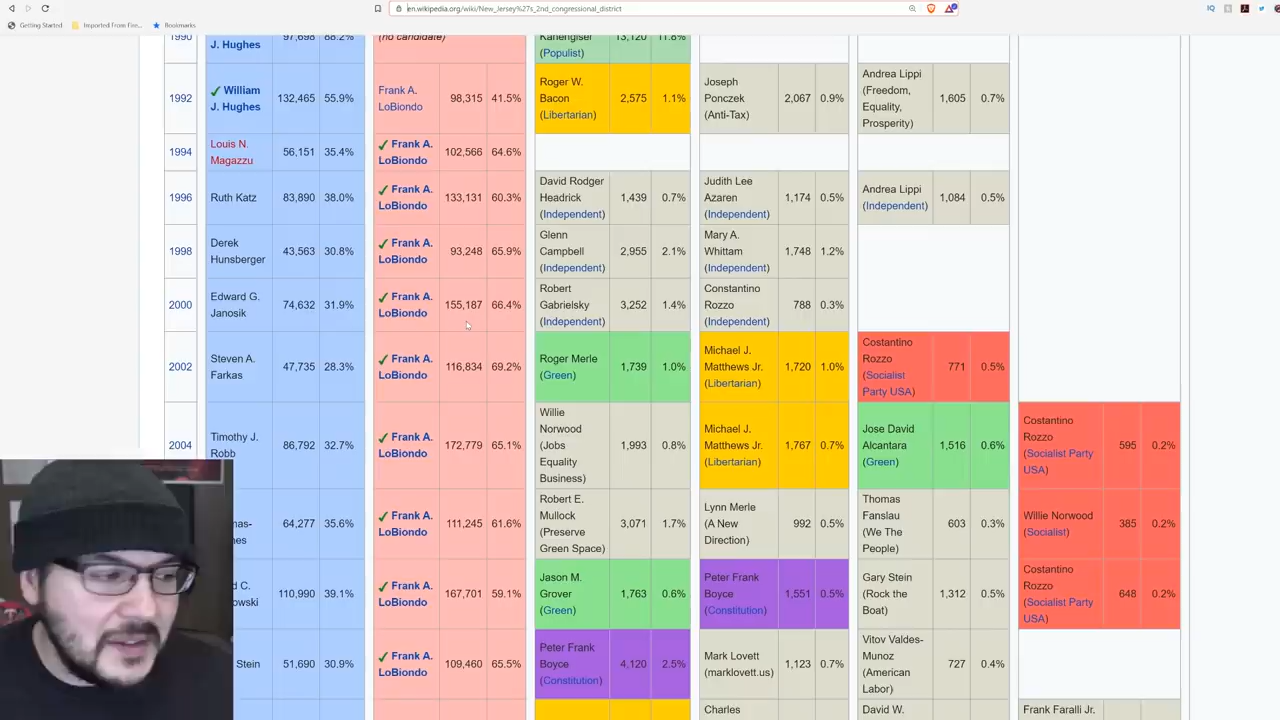 en.wikipedia.org/wiki/New_Jersey%27s_2nd_congressional_district
IQ
Getting Started
Imported From Fire...
Bookmarks
1990
J. Hughes
97,698
88.2%
(no candidate)
Kanengiser
(Populist)
13,120
11.8%
1992
✓ William
J. Hughes
132,465
55.9%
Frank A.
LoBiondo
98,315
41.5%
Roger W.
Bacon
(Libertarian)
2,575
1.1%
Joseph
Ponczek
(Anti-Tax)
2,067
0.9%
Andrea Lippi
(Freedom,
Equality,
Prosperity)
1,605
0.7%
1994
Louis N.
Magazzu
56,151
35.4%
✓ Frank A.
LoBiondo
102,566
64.6%
1996
Ruth Katz
83,890
38.0%
✓ Frank A.
LoBiondo
133,131
60.3%
David Rodger
Headrick
(Independent)
1,439
0.7%
Judith Lee
Azaren
(Independent)
1,174
0.5%
Andrea Lippi
(Independent)
1,084
0.5%
1998
Derek
Hunsberger
43,563
30.8%
✓ Frank A.
LoBiondo
93,248
65.9%
Glenn
Campbell
(Independent)
2,955
2.1%
Mary A.
Whittam
(Independent)
1,748
1.2%
2000
Edward G.
Janosik
74,632
31.9%
✓ Frank A.
LoBiondo
155,187
66.4%
Robert
Gabrielsky
(Independent)
3,252
1.4%
Constantino
Rozzo
(Independent)
788
0.3%
2002
Steven A.
Farkas
47,735
28.3%
✓ Frank A.
LoBiondo
116,834
69.2%
Roger Merle
(Green)
1,739
1.0%
Michael J.
Matthews Jr.
(Libertarian)
1,720
1.0%
Costantino
Rozzo
(Socialist
Party USA)
771
0.5%
2004
Timothy J.
Robb
86,792
32.7%
✓ Frank A.
LoBiondo
172,779
65.1%
Willie
Norwood
(Jobs
Equality
Business)
1,993
0.8%
Michael J.
Matthews Jr.
(Libertarian)
1,767
0.7%
Jose David
Alcantara
(Green)
1,516
0.6%
Costantino
Rozzo
(Socialist Party
USA)
595
0.2%
64,277
35.6%
✓ Frank A.
LoBiondo
111,245
61.6%
Robert E.
Mullock
(Preserve
Green Space)
3,071
1.7%
Lynn Merle
(A New
Direction)
992
0.5%
Thomas
Fanslau
(We The
People)
603
0.3%
Willie Norwood
(Socialist)
385
0.2%
110,990
39.1%
✓ Frank A.
LoBiondo
167,701
59.1%
Jason M.
Grover
(Green)
1,763
0.6%
Peter Frank
Boyce
(Constitution)
1,551
0.5%
Gary Stein
(Rock the
Boat)
1,312
0.5%
Costantino
Rozzo
(Socialist Party
USA)
648
0.2%
Stein
51,690
30.9%
✓ Frank A.
LoBiondo
109,460
65.5%
Peter Frank
Boyce
(Constitution)
4,120
2.5%
Mark Lovett
(marklovett.us)
1,123
0.7%
Vitov Valdes-
Munoz
(American
Labor)
727
0.4%
Charles
David W.
Frank Faralli Jr.